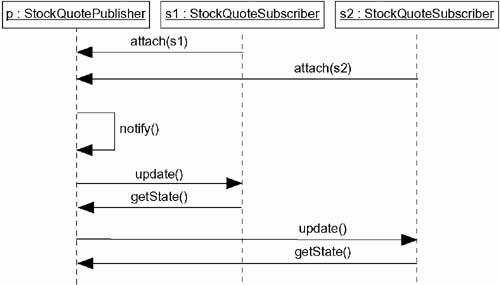 p : StockQuotePublisher
s1 : StockQuoteSubscriber
s2 : StockQuoteSubscriber
attach(s1)
attach(s2)
notify()
update()
getState()
update()
getState()